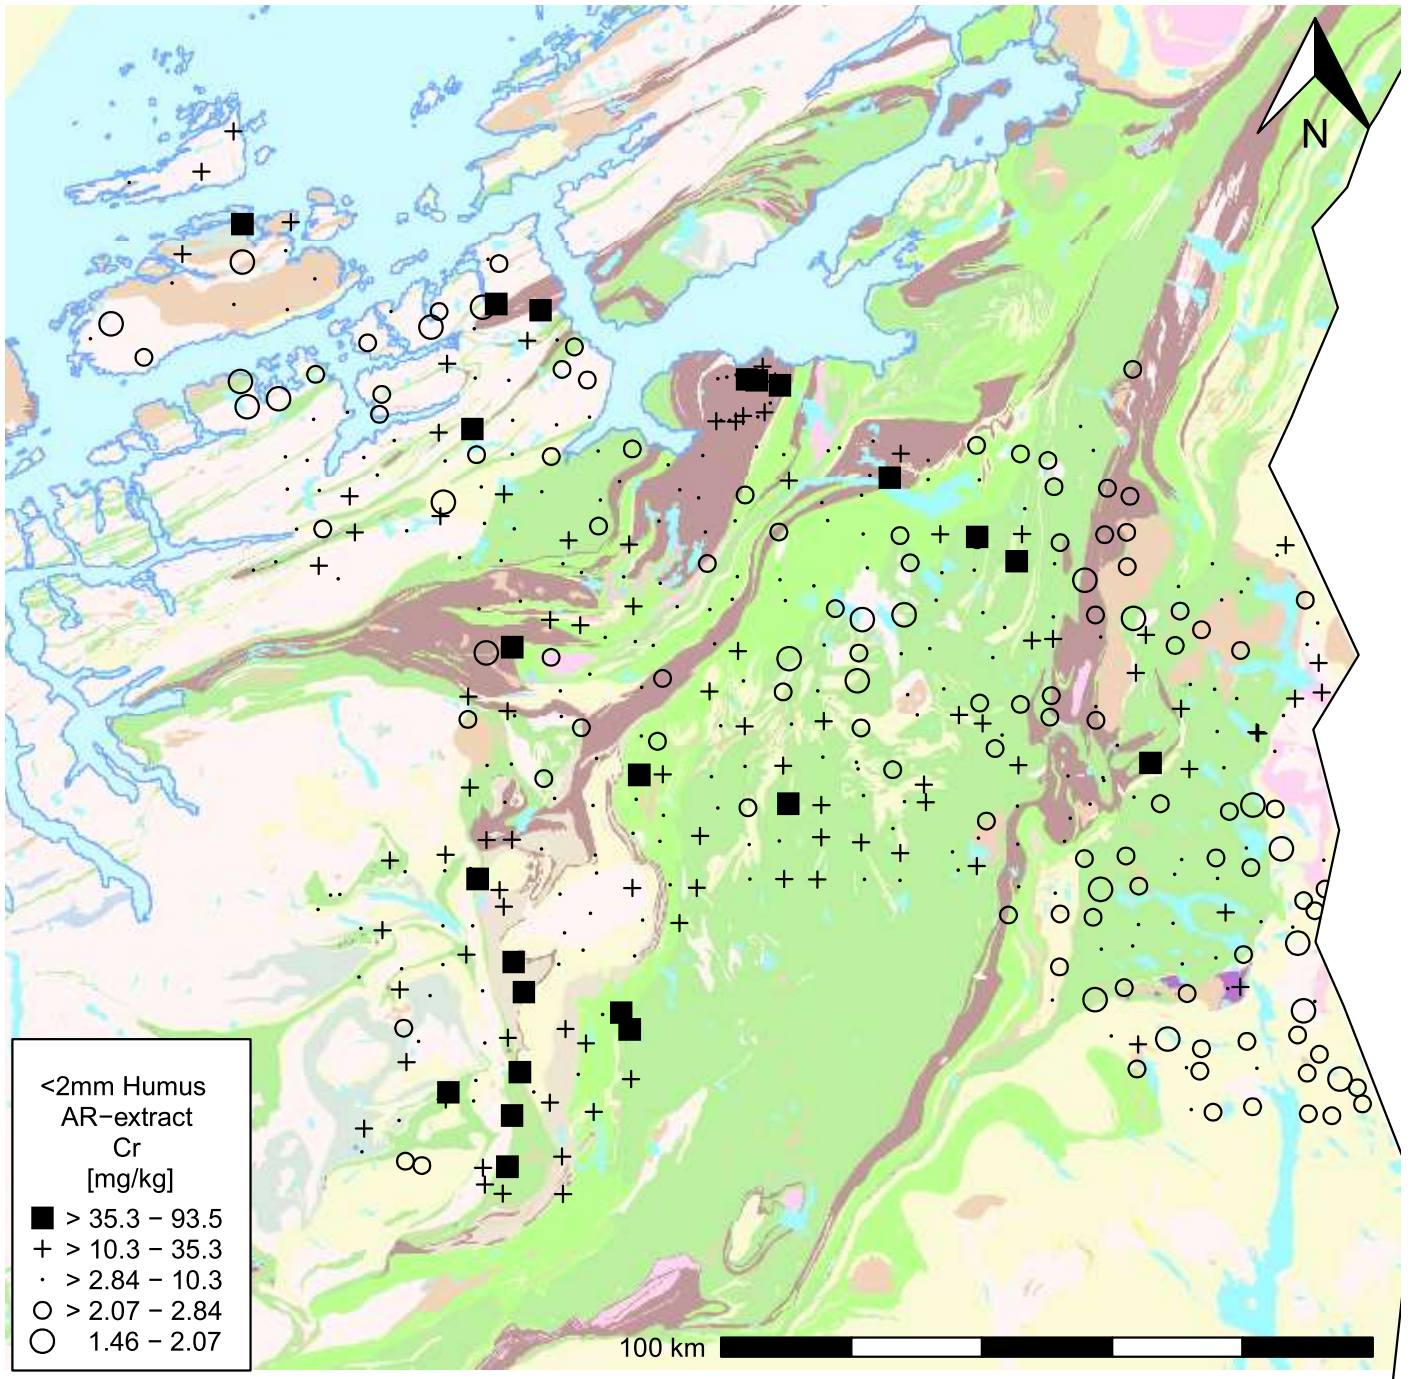 N
<2mm Humus
AR−extract
Cr
[mg/kg]
> 35.3 − 93.5
> 10.3 − 35.3
> 2.84 − 10.3
> 2.07 − 2.84
1.46 − 2.07
100 km